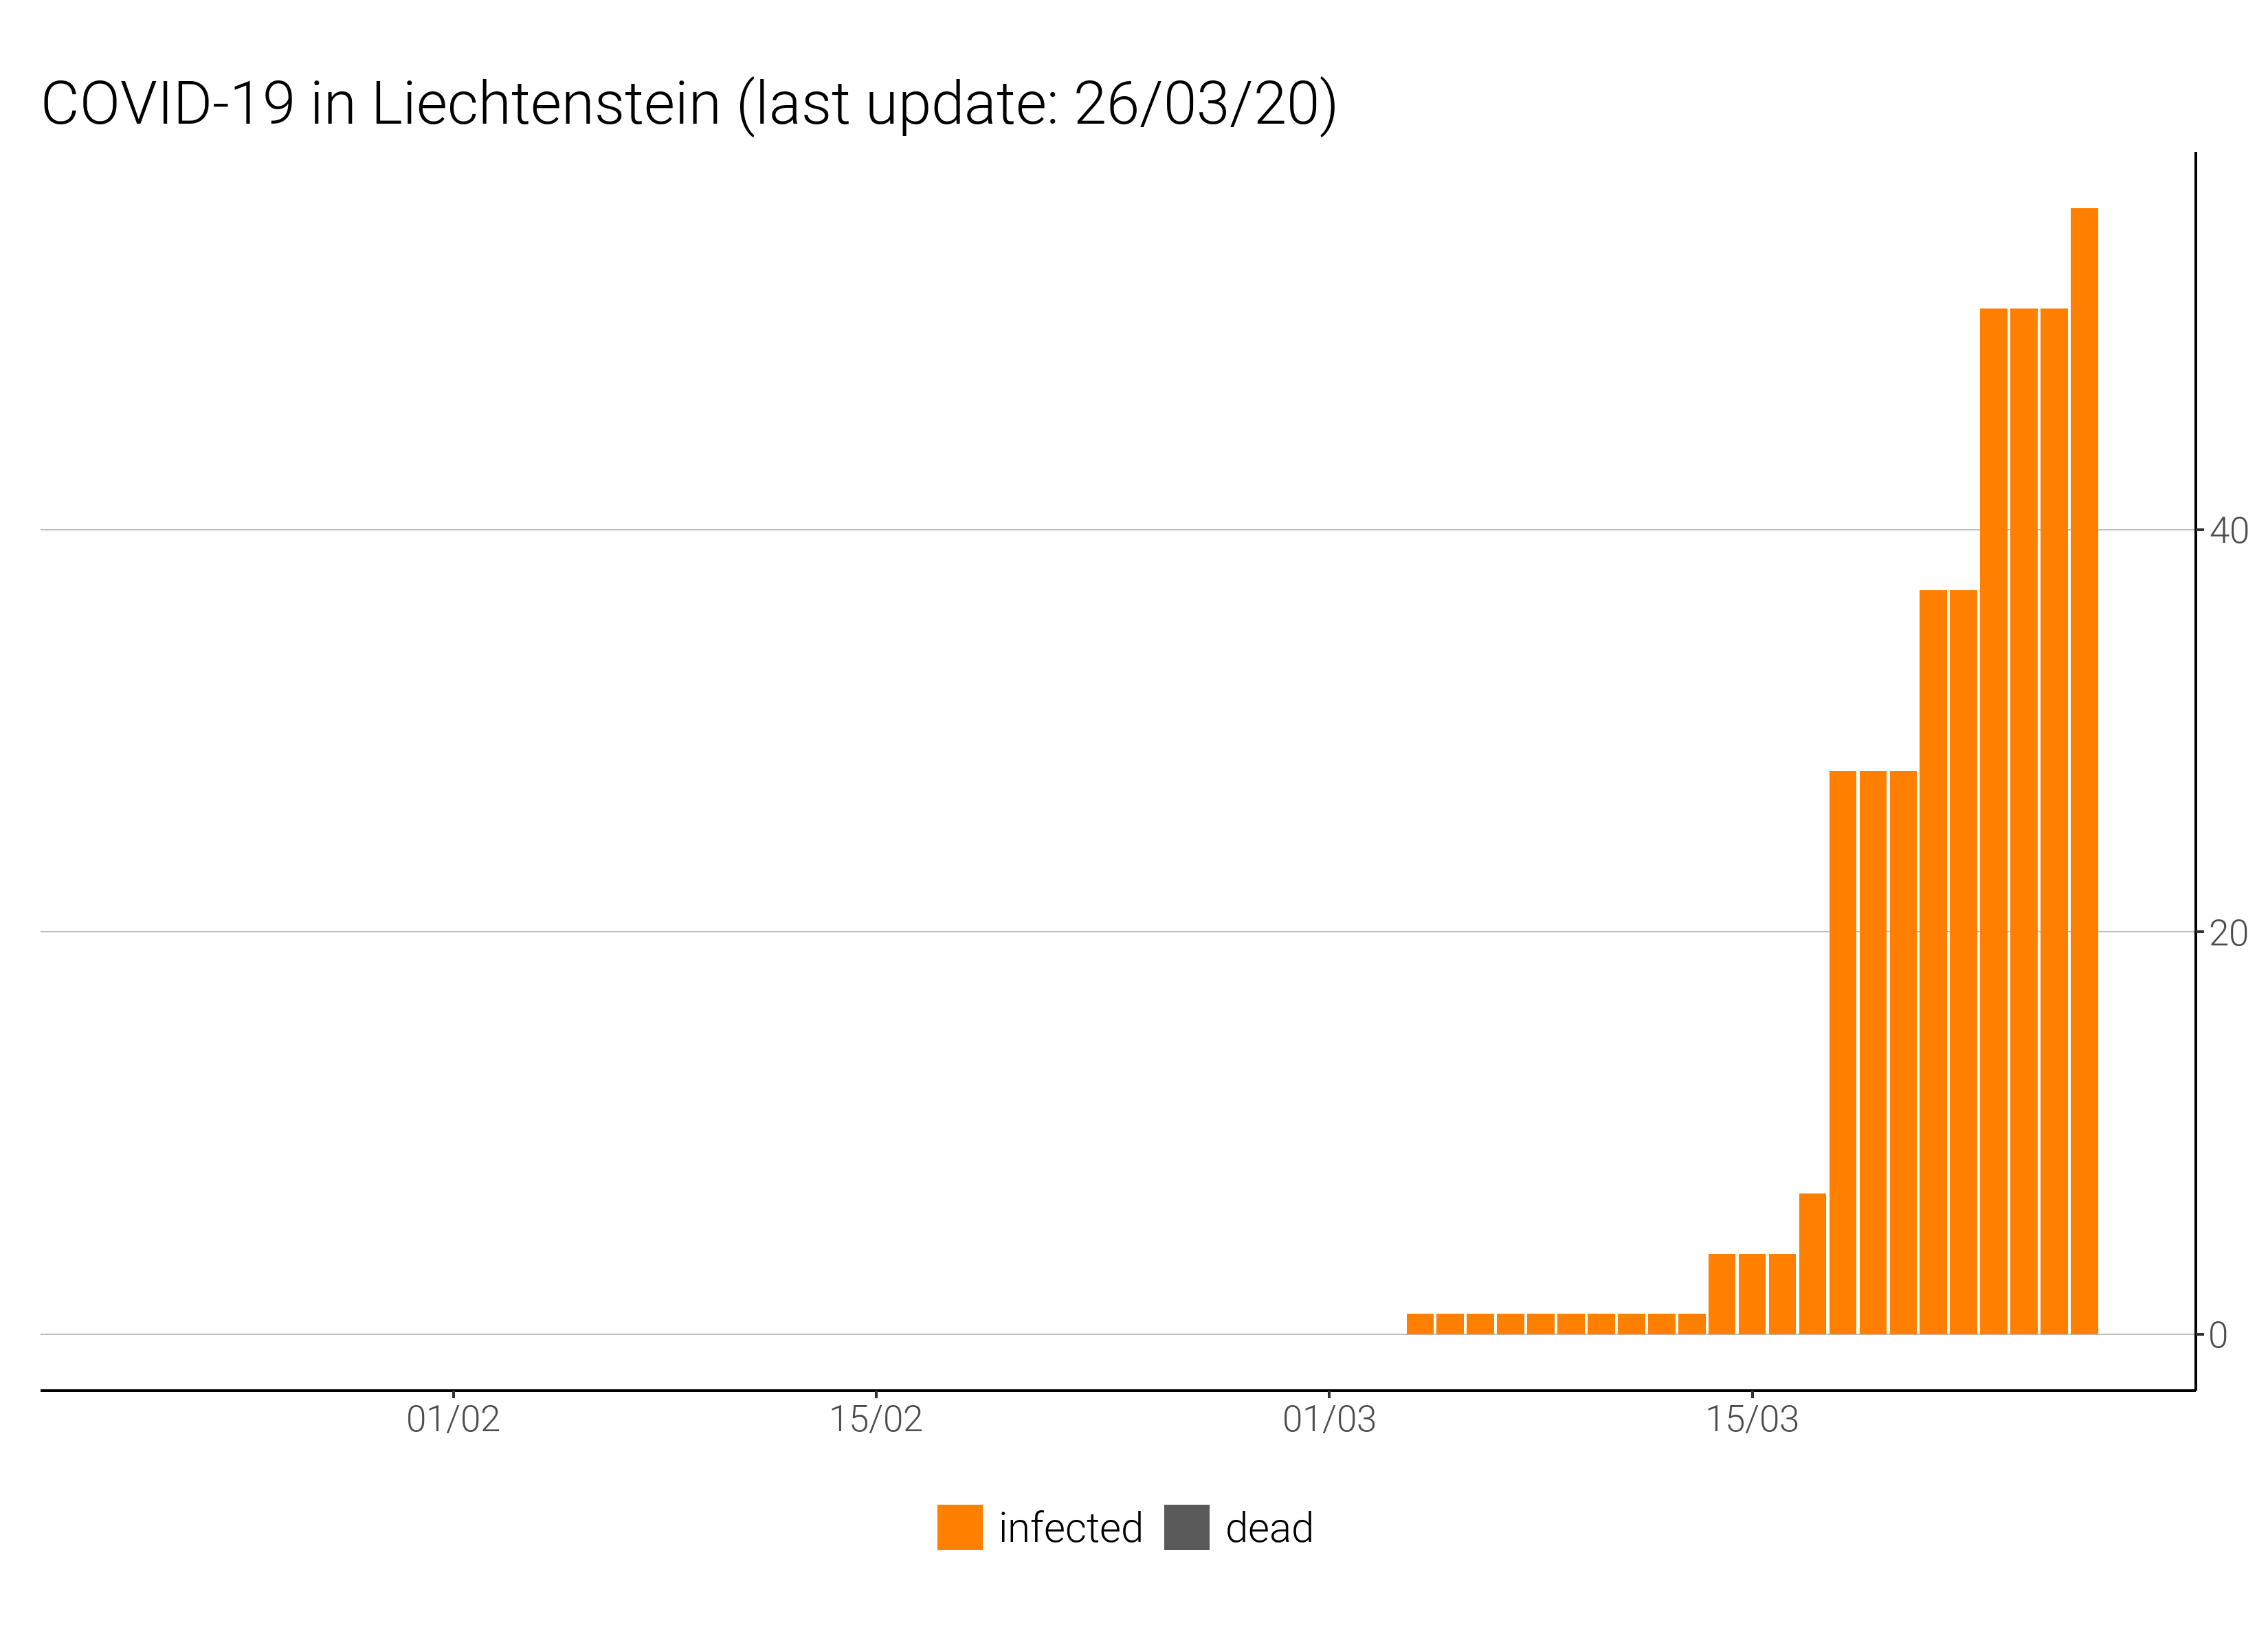 COVID-19 in Liechtenstein (last update: 26/03/20)
40
20
0
01/02 15/02 01/03 15/03
infected dead